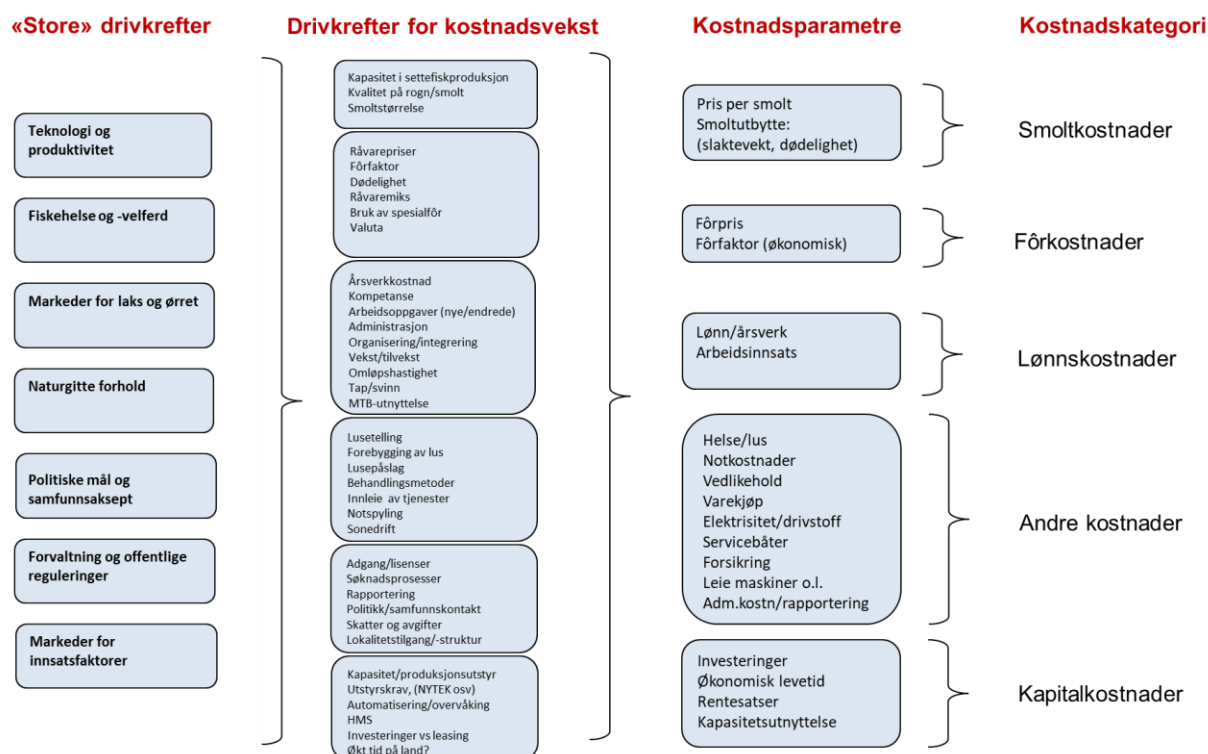 «Store» drivkrefter
Teknologi og
produktivitet
Fiskehelse og -velferd
Markeder for laks og ørret
Naturgitte forhold
Politiske mål og
samfunnsaksept
Forvaltning og offentlige
reguleringer
Markeder for
innsatsfaktorer
Drivkrefter for kostnadsvekst
Kapasitet i settefiskproduksjon
Kvalitet på rogn/smolt
Smoltstørrelse
Råvarepriser
Fôrfaktor
Dødelighet
Råvaremiks
Bruk av spesialfôr
Valuta
Årsverkkostnad
Kompetanse
Arbeidsoppgaver (nye/endrede)
Administrasjon
Organisering/integrering
Vekst/tilvekst
Omløpshastighet
Tap/svinn
MTB-utnyttelse
Lusetelling
Forebygging av lus
Lusepåslag
Behandlingsmetoder
Innleie av tjenester
Notspyling
Sonedrift
Adgang/lisenser
Søknadsprosesser
Rapportering
Politikk/samfunnskontakt
Skatter og avgifter
Lokalitetstilgang/-struktur
Kapasitet/produksjonsutstyr
Utstyrskrav, (NYTEK osv)
Automatisering/overvåking
HMS
Investeringer vs leasing
Økt tid på land?
Kostnadsparametre
Pris per smolt
Smoltutbytte:
(slaktevekt, dødelighet)
Fôrpris
Fôrfaktor (økonomisk)
Lønn/årsverk
Arbeidsinnsats
Helse/lus
Notkostnader
Vedlikehold
Varekjøp
Elektrisitet/drivstoff
Servicebåter
Forsikring
Leie maskiner o.l.
Adm.kostn/rapportering
Investeringer
Økonomisk levetid
Rentesatser
Kapasitetsutnyttelse
Kostnadskategori
Smoltkostnader
Fôrkostnader
Lønnskostnader
Andre kostnader
Kapitalkostnader